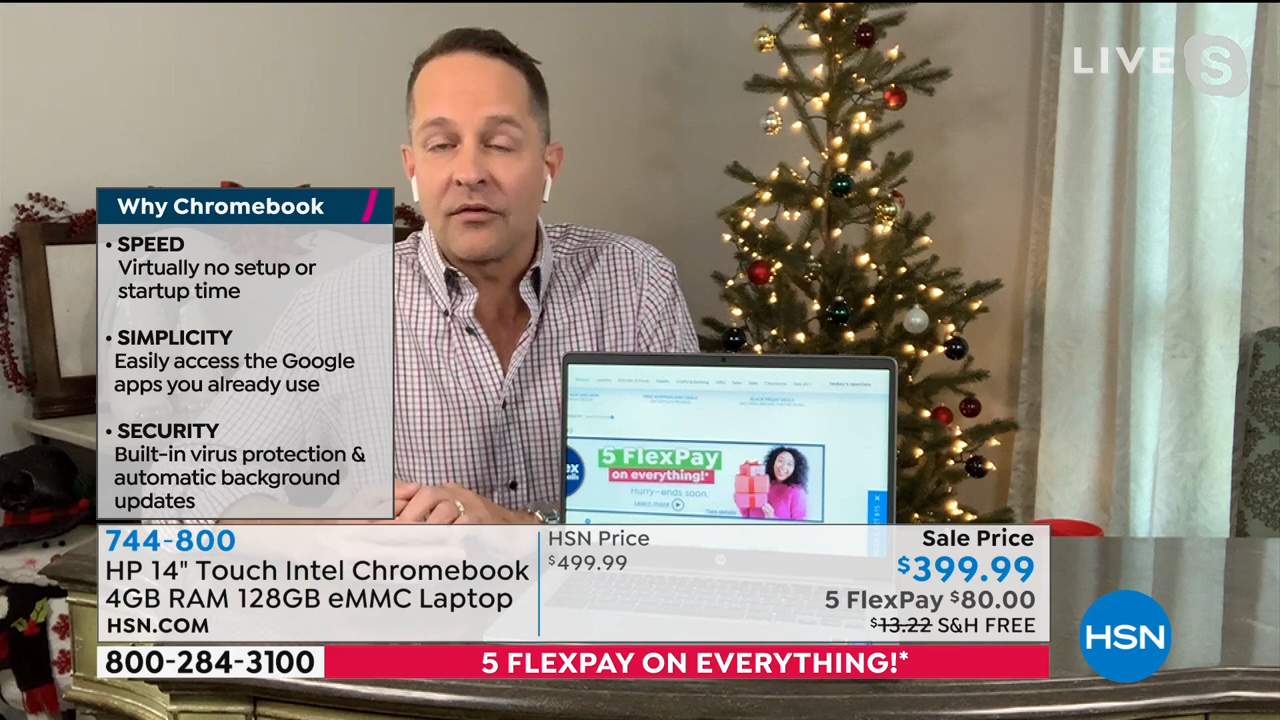 LIVE S
Why Chromebook
• SPEED
Virtually no setup or
startup time
• SIMPLICITY
Easily access the Google
apps you already use
• SECURITY
Built-in virus protection &
automatic background
updates
5 FlexPay
on everything!*
Hurry—ends soon.
Learn more
744-800
HP 14" Touch Intel Chromebook
4GB RAM 128GB eMMC Laptop
HSN.COM
HSN Price
$499.99
Sale Price
$399.99
5 FlexPay $80.00
$13.22 S&H FREE
HSN
800-284-3100
5 FLEXPAY ON EVERYTHING!*